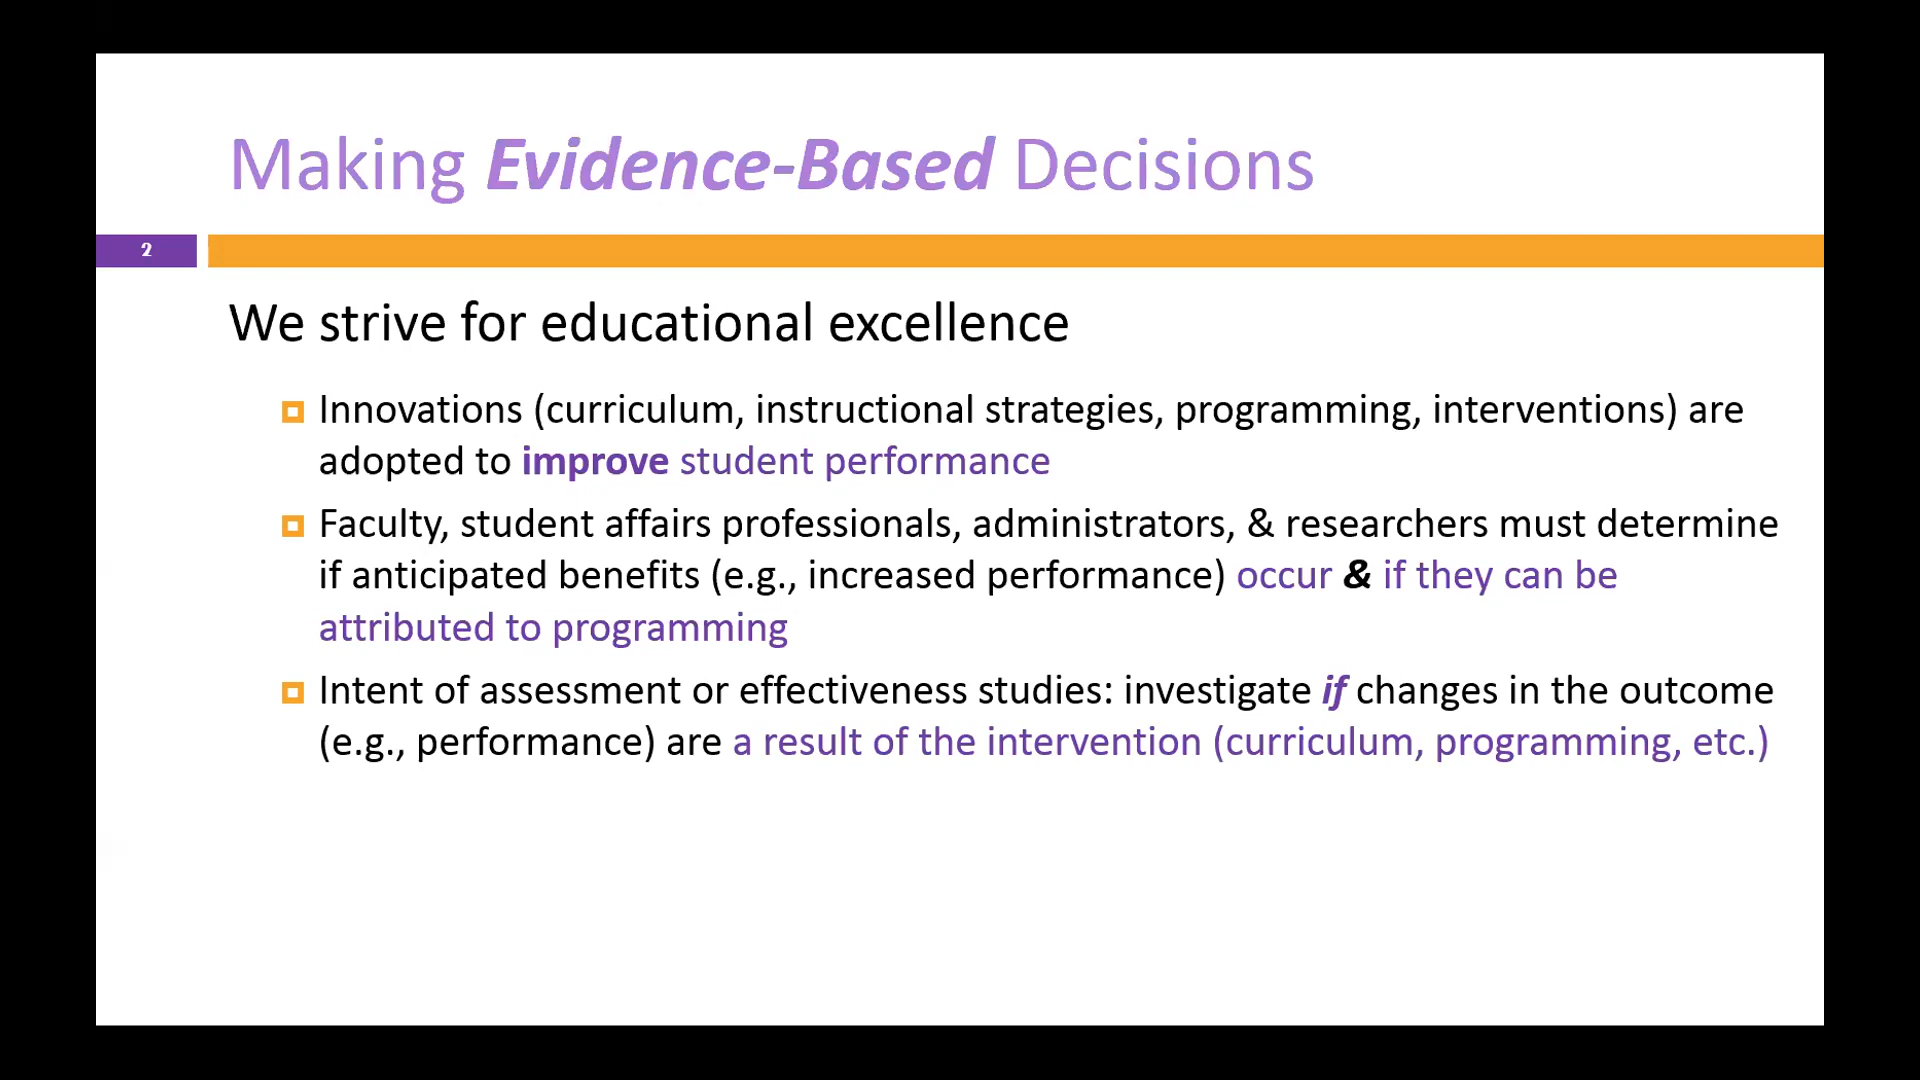 Making Evidence-Based Decisions
2
We strive for educational excellence
Innovations (curriculum, instructional strategies, programming, interventions) are
adopted to improve student performance
Faculty, student affairs professionals, administrators, & researchers must determine
if anticipated benefits (e.g., increased performance) occur & if they can be
attributed to programming
Intent of assessment or effectiveness studies: investigate if changes in the outcome
(e.g., performance) are a result of the intervention (curriculum, programming, etc.)